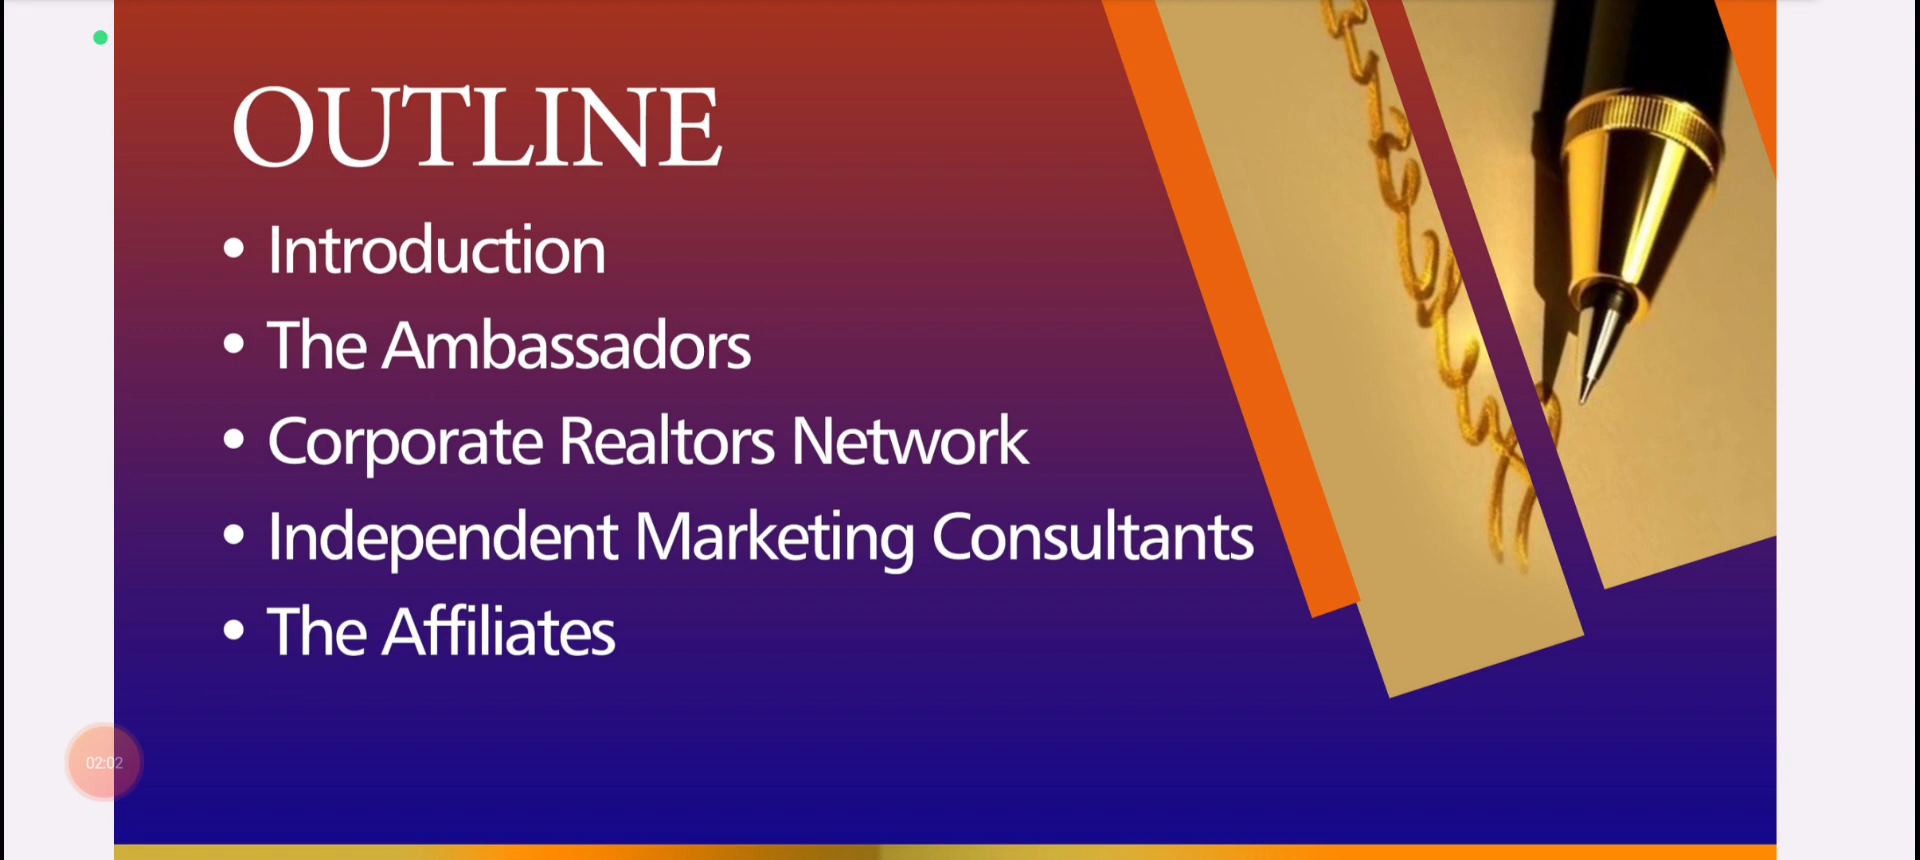 OUTLINE
• Introduction
• The Ambassadors
• Corporate Realtors Network
• Independent Marketing Consultants
• The Affiliates
02:02